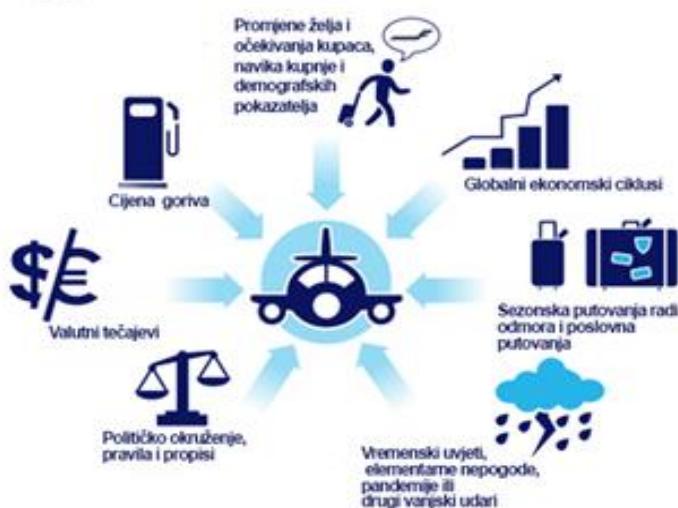 Promjene želja i
očekivanja kupaca,
navika kupnje i
demografskih
pokazatelja
Cijena goriva
Globalni ekonomski ciklusi
$/€
Valutni tečajevi
Sezonska putovanja radi
odmora i poslovna
putovanja
Političko okruženje,
pravila i propisi
Vremenski uvjeti,
elementarne nepogode,
pandemije ili
drugi vanjski udari